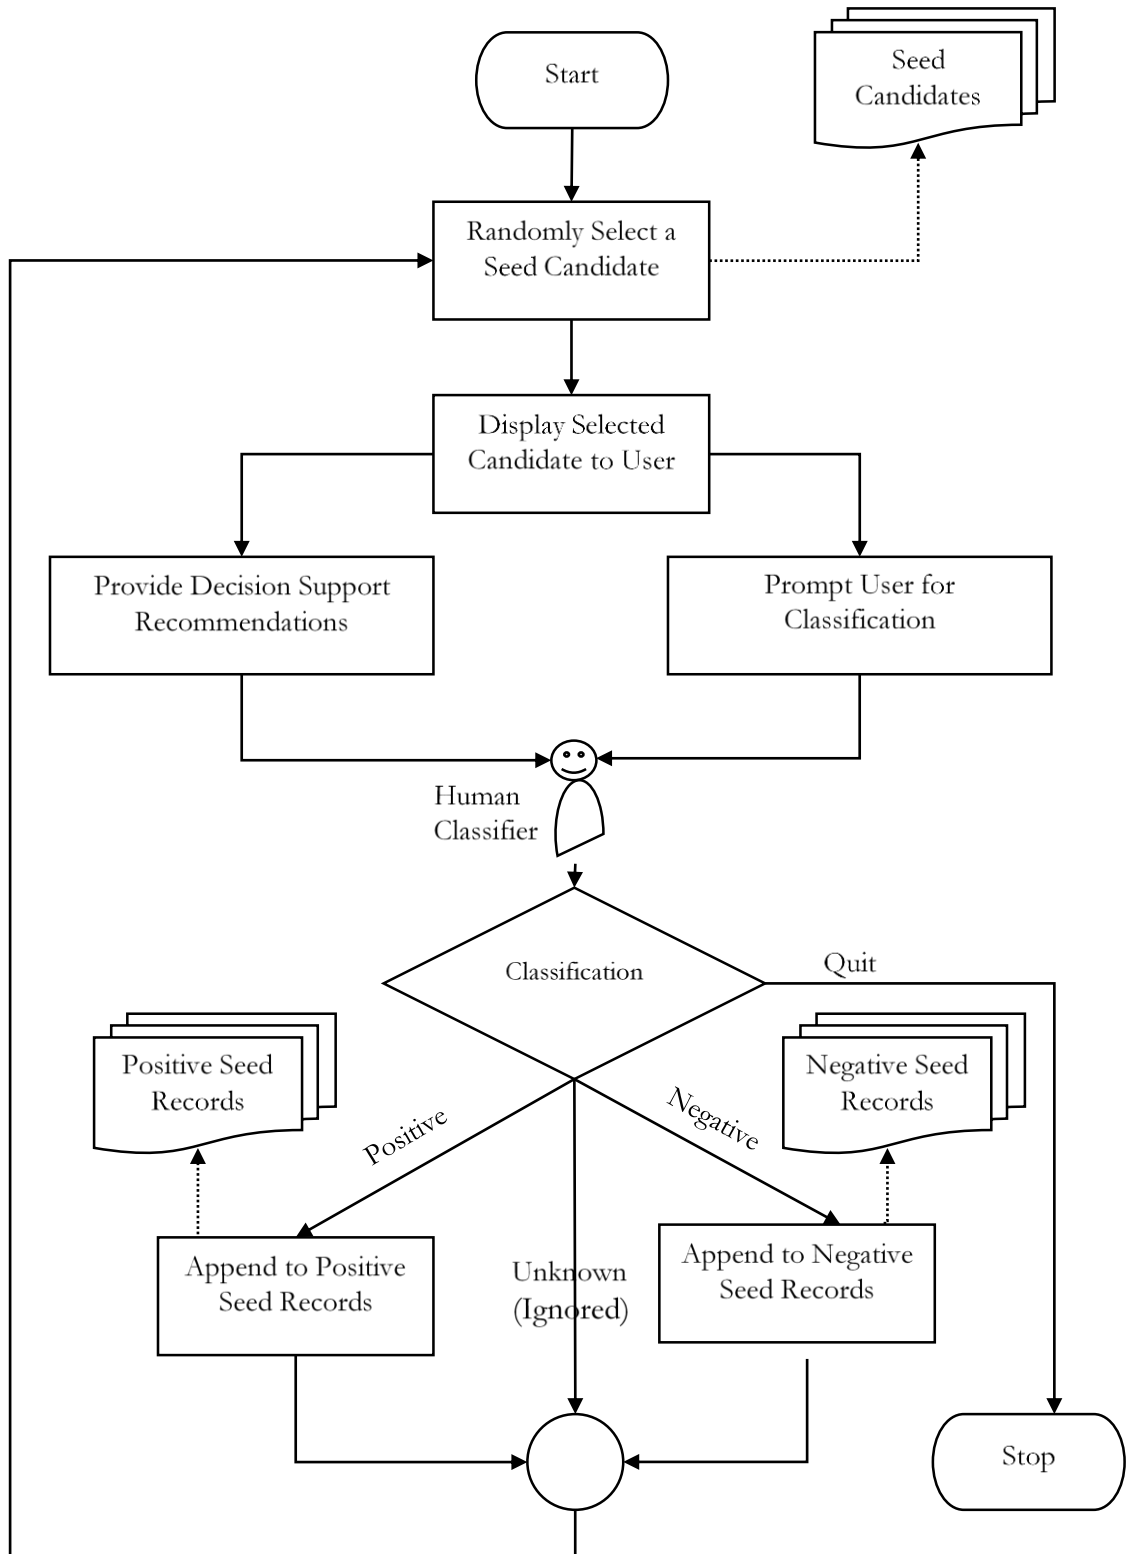 Start
Seed
Candidates
Randomly Select a
Seed Candidate
Display Selected
Candidate to User
Provide Decision Support
Recommendations
Prompt User for
Classification
Human
Classifier
Classification
Quit
Positive Seed
Records
Negative Seed
Records
Positive
Negative
Append to Positive
Seed Records
Unknown
(Ignored)
Append to Negative
Seed Records
Stop